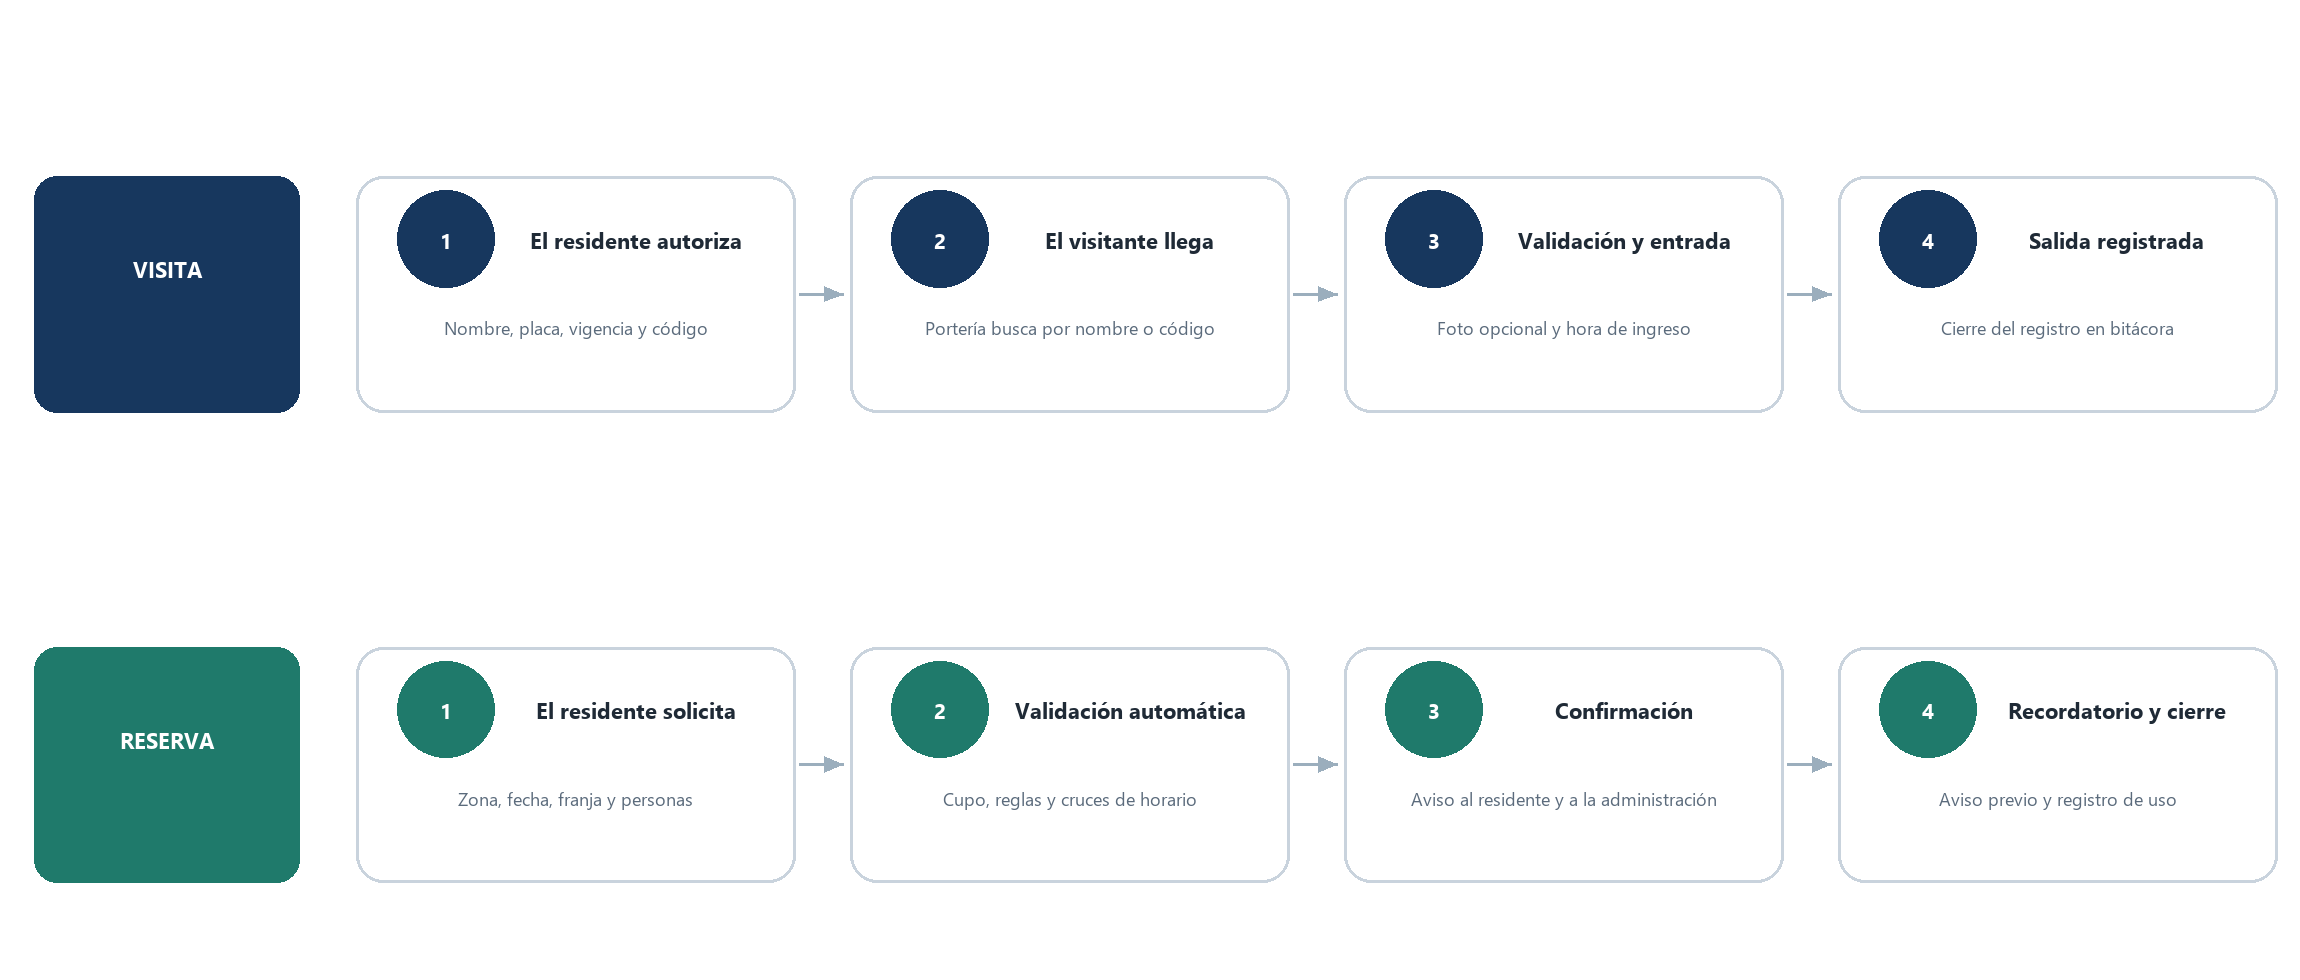 VISITA
1
El residente autoriza
Nombre, placa, vigencia y código
2
El visitante llega
Portería busca por nombre o código
3
Validación y entrada
Foto opcional y hora de ingreso
4
Salida registrada
Cierre del registro en bitácora
RESERVA
1
El residente solicita
Zona, fecha, franja y personas
2
Validación automática
Cupo, reglas y cruces de horario
3
Confirmación
Aviso al residente y a la administración
4
Recordatorio y cierre
Aviso previo y registro de uso